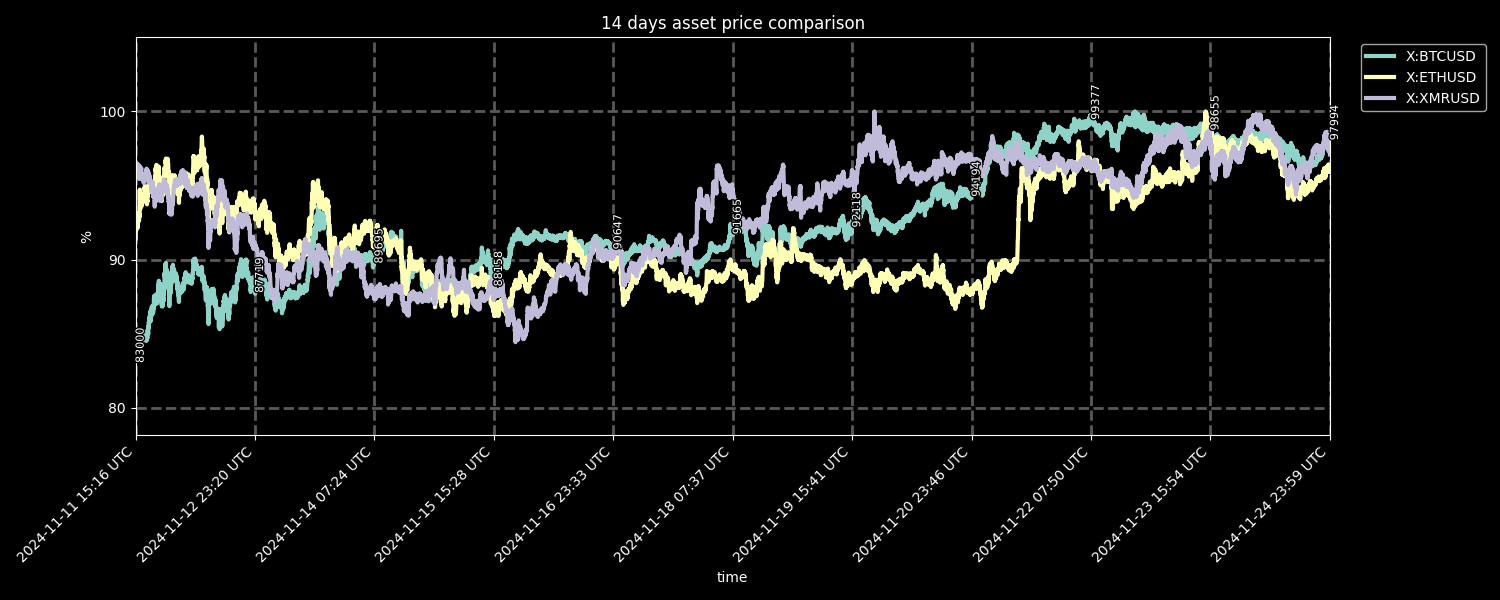 14 days asset price comparison
X:BTCUSD
X:ETHUSD
X:XMRUSD
%
100
90
80
83000
87719
89695
88158
90647
91665
92118
94194
99377
98655
97994
2024-11-11 15:16 UTC
2024-11-12 23:20 UTC
2024-11-14 07:24 UTC
2024-11-15 15:28 UTC
2024-11-16 23:33 UTC
2024-11-18 07:37 UTC
2024-11-19 15:41 UTC
2024-11-20 23:46 UTC
2024-11-22 07:50 UTC
2024-11-23 15:54 UTC
2024-11-24 23:59 UTC
time